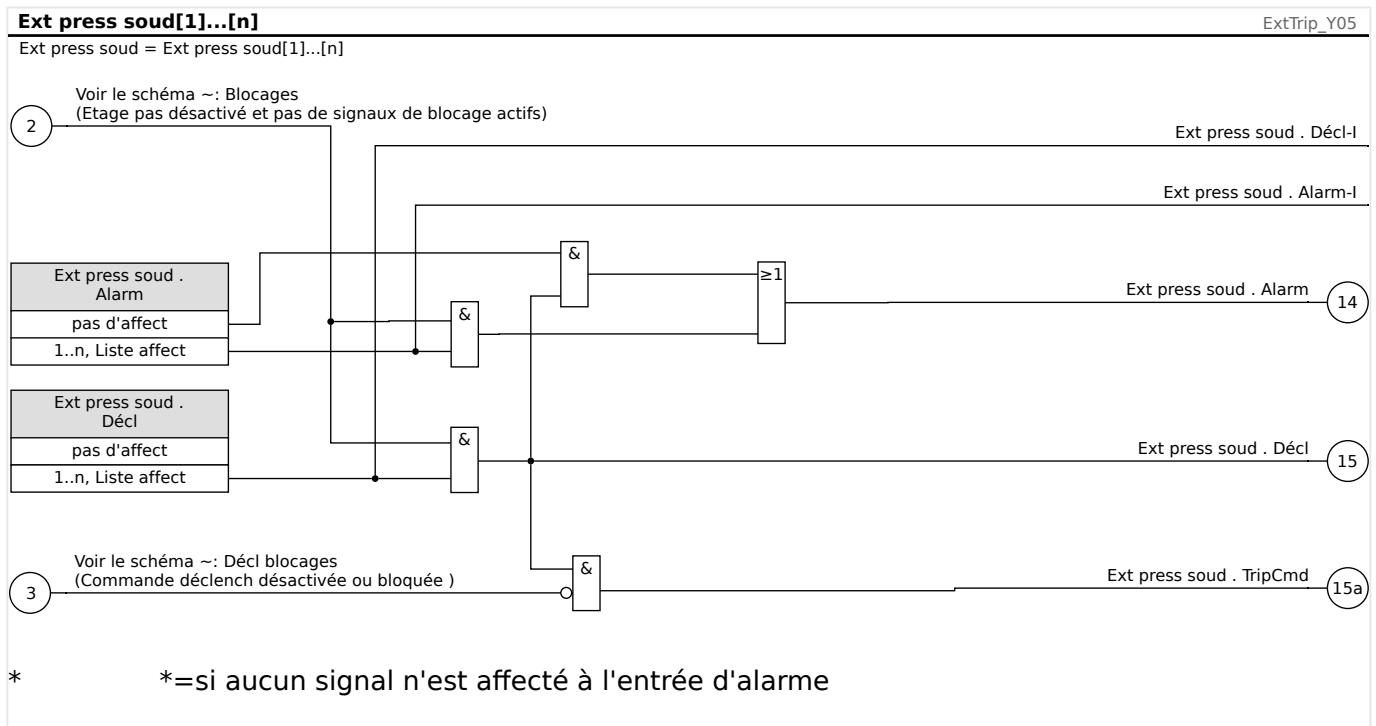 Ext press soud[1]...[n]
ExtTrip_Y05
Ext press soud = Ext press soud[1]...[n]
Voir le schéma ~: Blocages
(Etage pas désactivé et pas de signaux de blocage actifs)
2
Ext press soud . Décl-I
Ext press soud . Alarm-I
&
Ext press soud .
Alarm
≥1
Ext press soud . Alarm
14
pas d'affect
&
1..n, Liste affect
Ext press soud .
Décl
&
pas d'affect
Ext press soud . Décl
15
1..n, Liste affect
Voir le schéma ~: Décl blocages
(Commande déclench désactivée ou bloquée )
3
&
Ext press soud . TripCmd
15a
* *=si aucun signal n'est affecté à l'entrée d'alarme